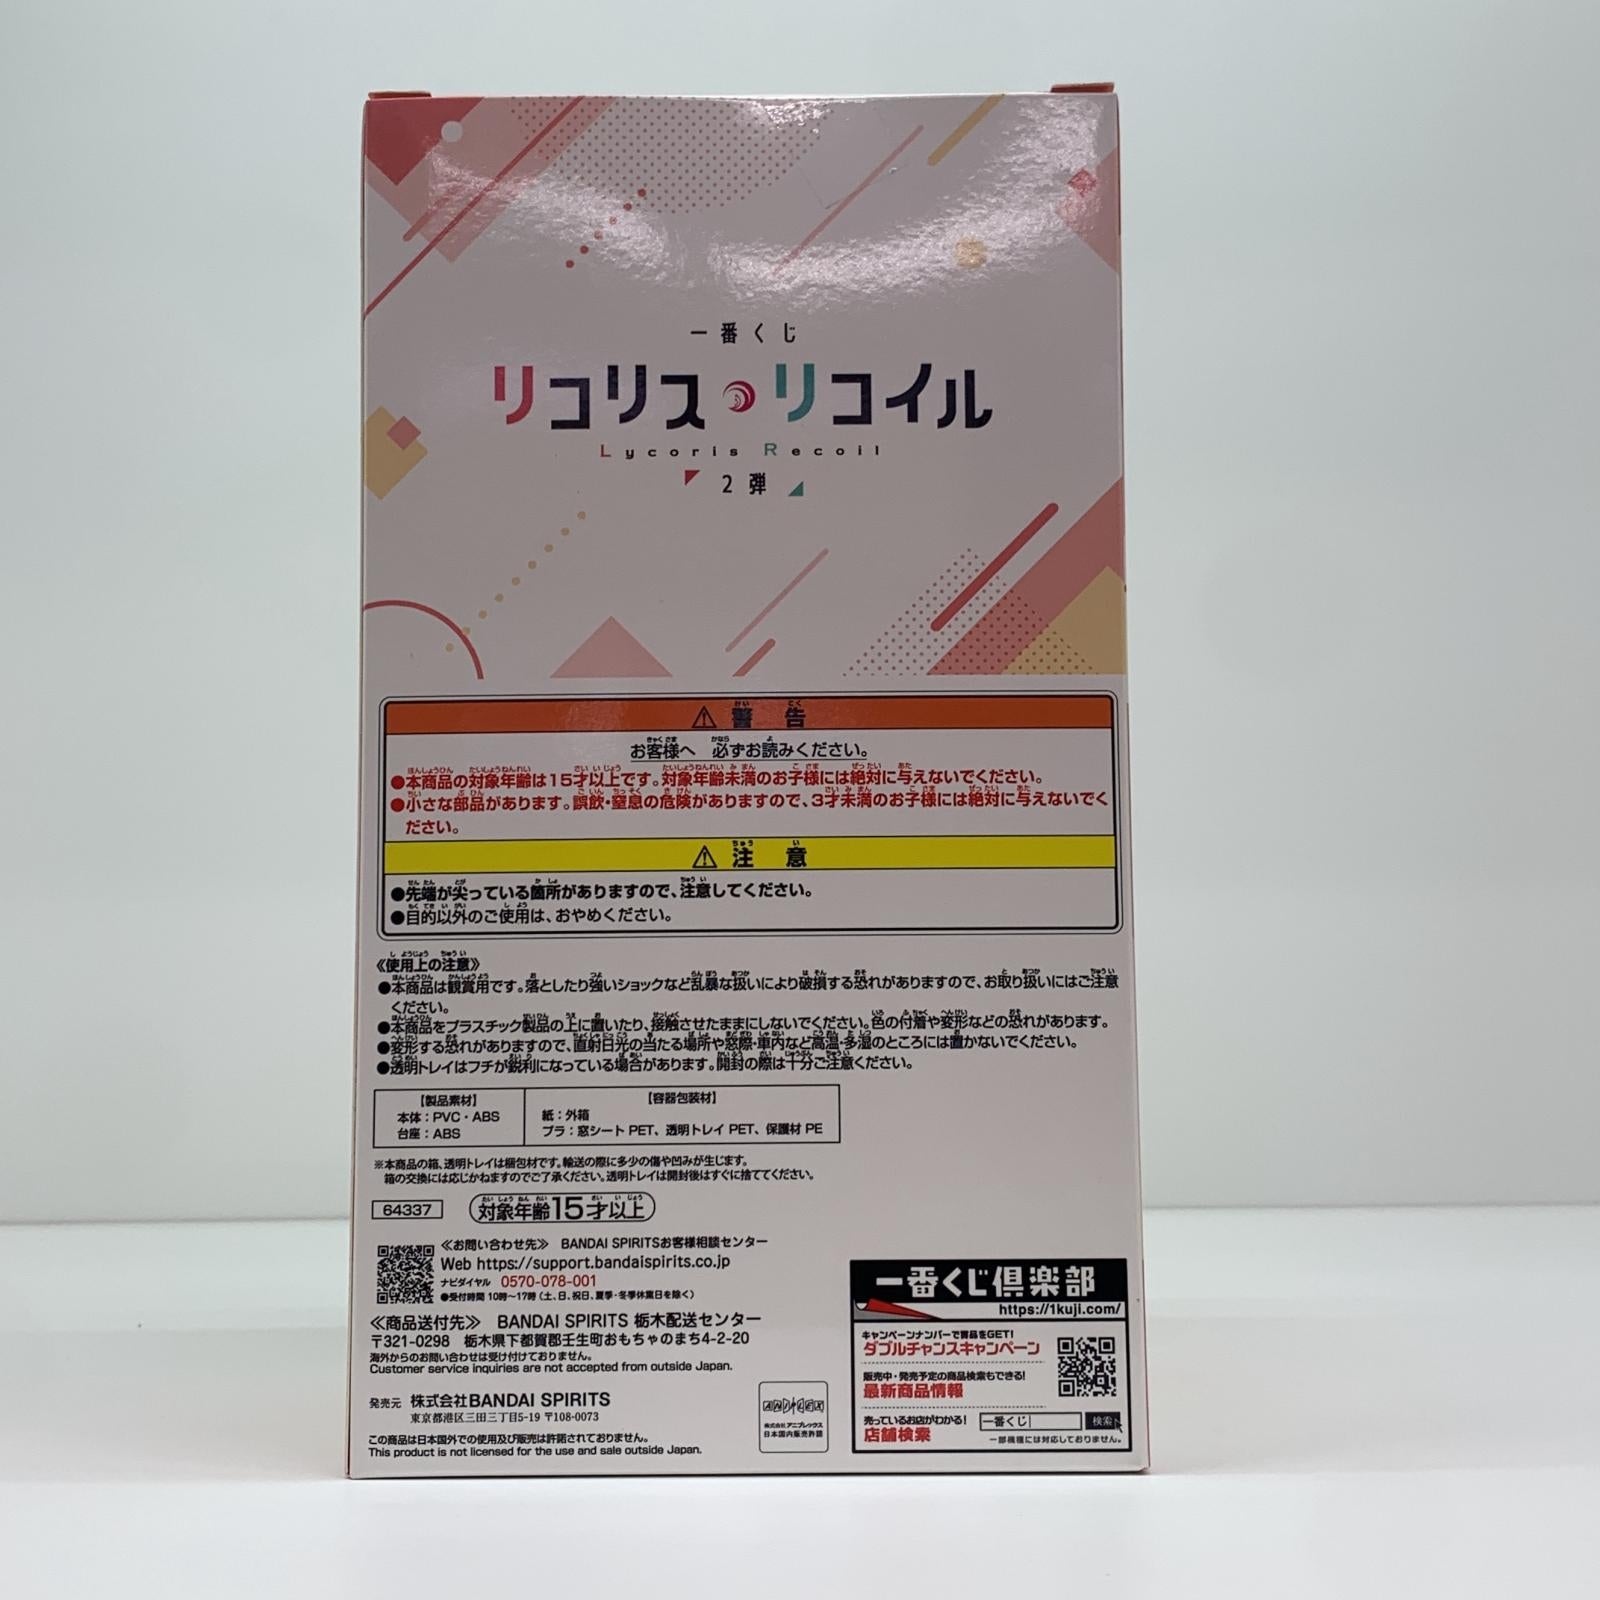 一番くじ
リコリス・リコイル
Lycoris Recoil
2弾
⚠警告
お客様へ 必ずお読みください。
●本商品の対象年齢は15才以上です。対象年齢未満のお子様には絶対に与えないでください。
●小さな部品があります。誤飲・窒息の危険がありますので、3才未満のお子様には絶対に与えないでく
ださい。
⚠注意
●先端が尖っている箇所がありますので、注意してください。
●目的以外のご使用は、おやめください。
《使用上の注意》
●本商品は観賞用です。落としたり強いショックなど乱暴な扱いにより破損する恐れがありますので、お取り扱いにはご注意
ください。
●本商品をプラスチック製品の上に置いたり、接触させたままにしないでください。色の付着や変形などの恐れがあります。
●変形する恐れがありますので、直射日光の当たる場所や窓際・車内など高温・多湿のところには置かないでください。
●透明トレイはフチが鋭利になっている場合があります。開封の際は十分ご注意ください。
【製品素材】
本体：PVC・ABS
台座：ABS
【容器包装材】
紙：外箱
プラ：窓シート PET、透明トレイ PET、保護材 PE
※本商品の箱、透明トレイは梱包材です。輸送の際に多少の傷や凹みが生じます。
箱の交換には応じかねますのでご了承ください。透明トレイは開封後はすぐに捨ててください。
64337
対象年齢15才以上
《お問い合わせ先》 BANDAI SPIRITSお客様相談センター
Web https://support.bandaispirits.co.jp
ナビダイヤル 0570-078-001
●受付時間 10時〜17時（土、日、祝日、夏季・冬季休業日を除く）
《商品送付先》 BANDAI SPIRITS 栃木配送センター
〒321-0298 栃木県下都賀郡壬生町おもちゃのまち4-2-20
海外からのお問い合わせは受け付けておりません。
Customer service inquiries are not accepted from outside Japan.
発売元 株式会社BANDAI SPIRITS
東京都港区三田三丁目5-19 〒108-0073
この商品は日本国外での使用及び販売は許諾されておりません。
This product is not licensed for the use and sale outside Japan.
ANIPLEX
株式会社アニプレックス
日本国内販売許諾
一番くじ倶楽部
https://1kuji.com/
キャンペーンナンバーで賞品をGET!
ダブルチャンスキャンペーン
販売中・発売予定の商品検索もできる!
最新商品情報
売っているお店がわかる!
店舗検索
一番くじ 検索
一部機種には対応しておりません。